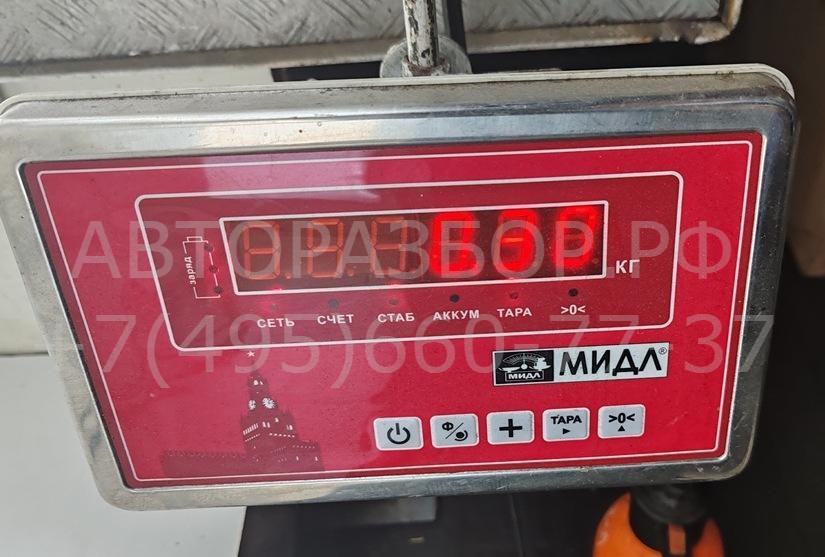 АВТОРАЗБОР.РФ
заряд
КГ
СЕТЬ СЧЕТ СТАБ АККУМ ТАРА >0<
+7(495)660-77-37
МИДЛ МИДЛ®
Ф ТАРА >0<